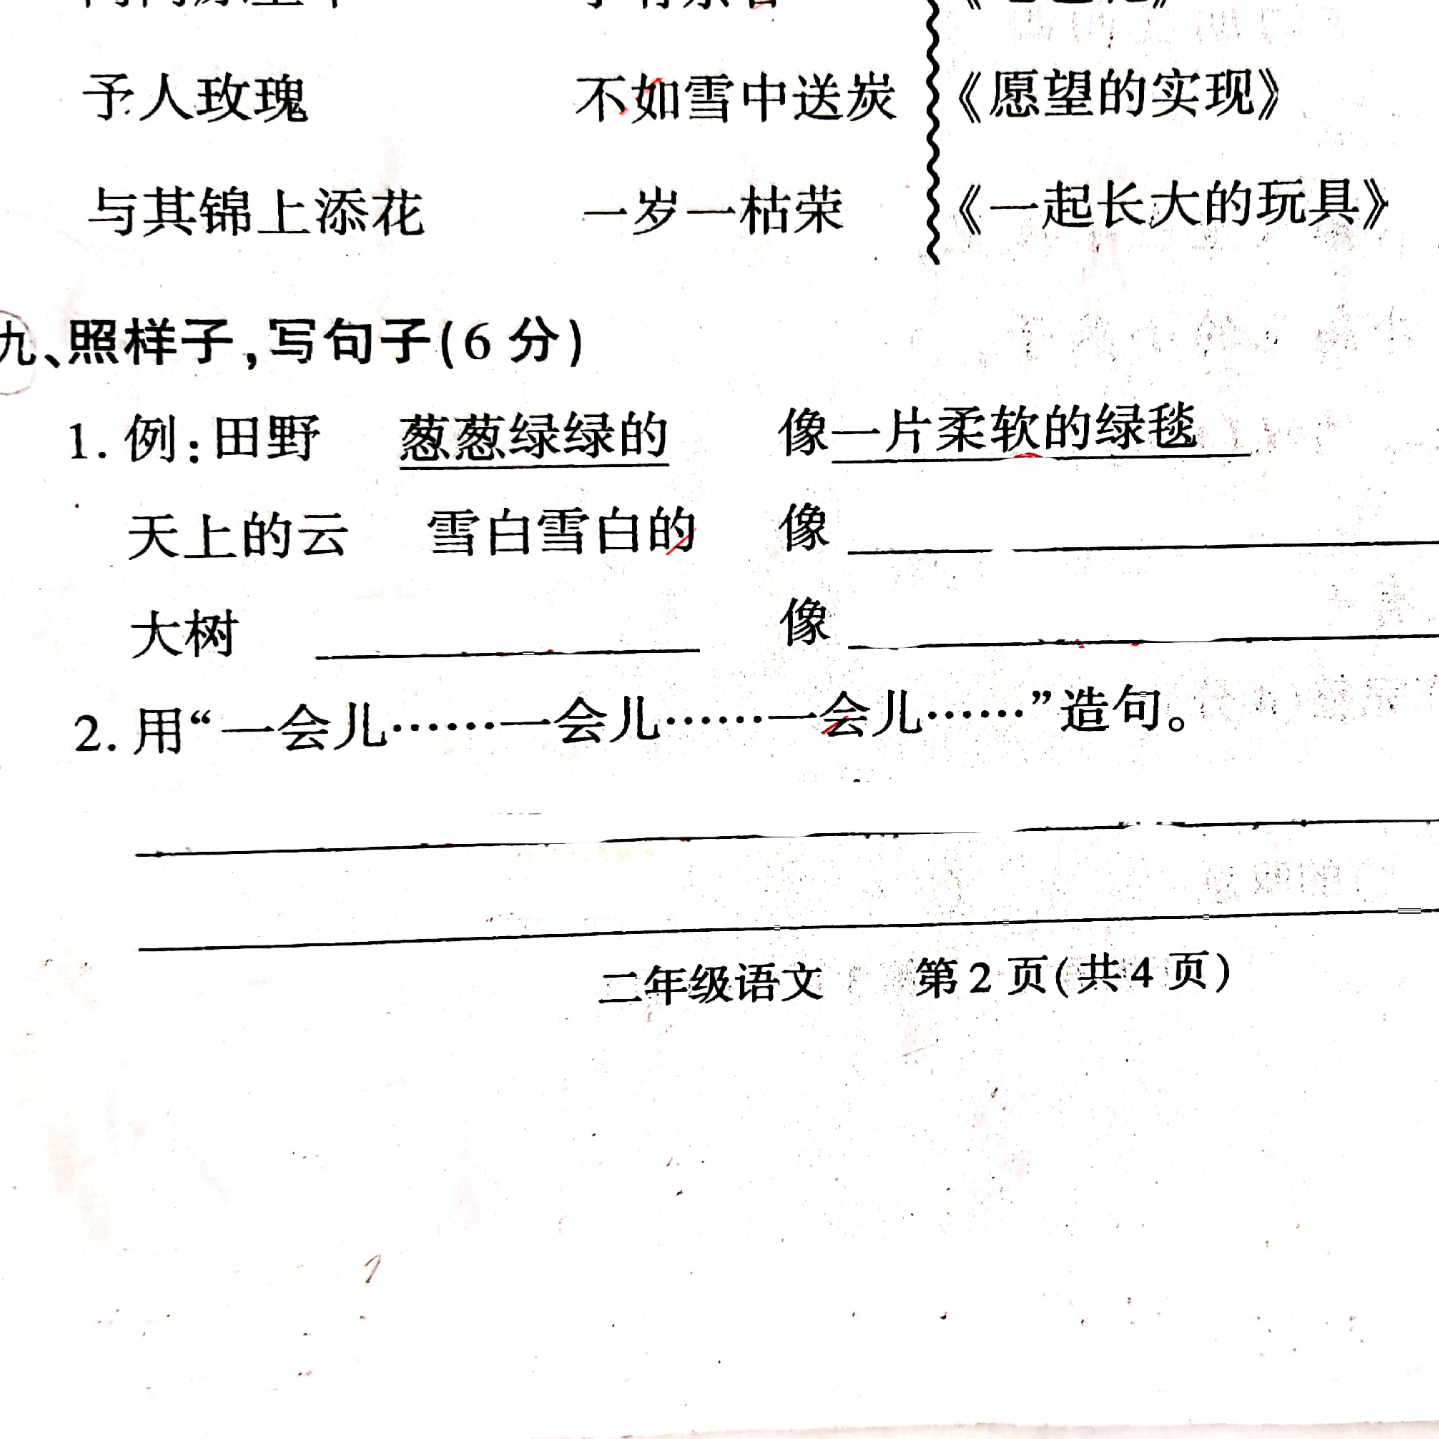 予人玫瑰 不如雪中送炭 《愿望的实现》
与其锦上添花 一岁一枯荣 《一起长大的玩具》
九、照样子,写句子(6分)
1. 例:田野 葱葱绿绿的 像一片柔软的绿毯
天上的云 雪白雪白的 像
大树 像
2. 用“一会儿……一会儿……一会儿……”造句。
二年级语文 第2页(共4页)